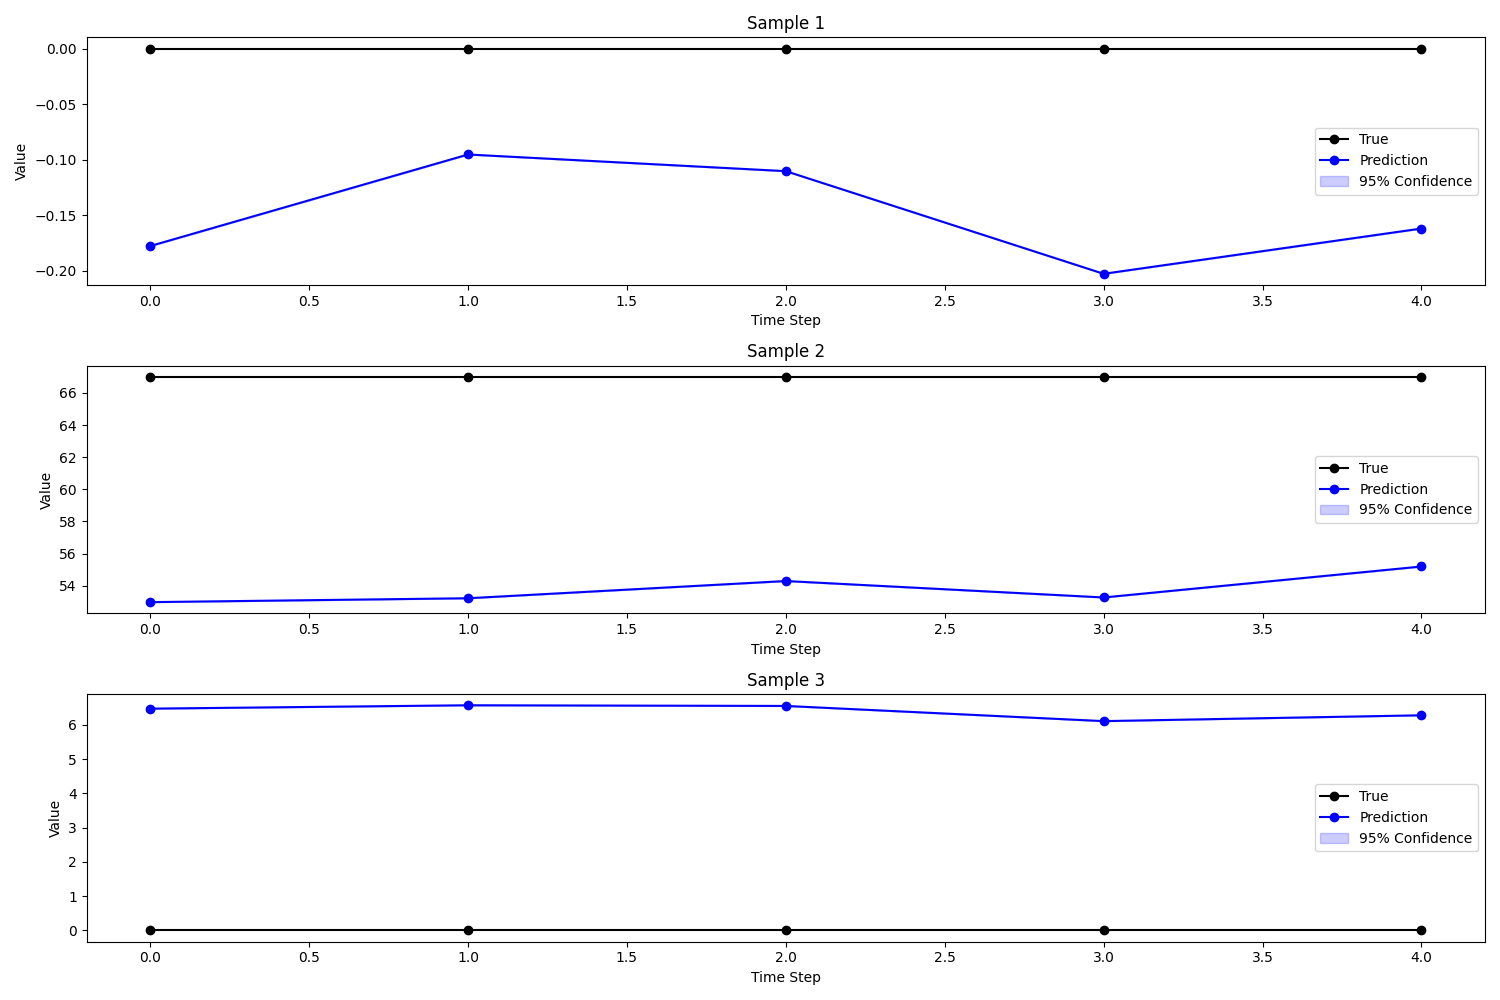 Sample 1
0.00
−0.05
−0.10
−0.15
−0.20
Value
True
Prediction
95% Confidence
0.0 0.5 1.0 1.5 2.0 2.5 3.0 3.5 4.0
Time Step
Sample 2
66
64
62
60
58
56
54
Value
True
Prediction
95% Confidence
0.0 0.5 1.0 1.5 2.0 2.5 3.0 3.5 4.0
Time Step
Sample 3
6
5
4
3
2
1
0
Value
True
Prediction
95% Confidence
0.0 0.5 1.0 1.5 2.0 2.5 3.0 3.5 4.0
Time Step